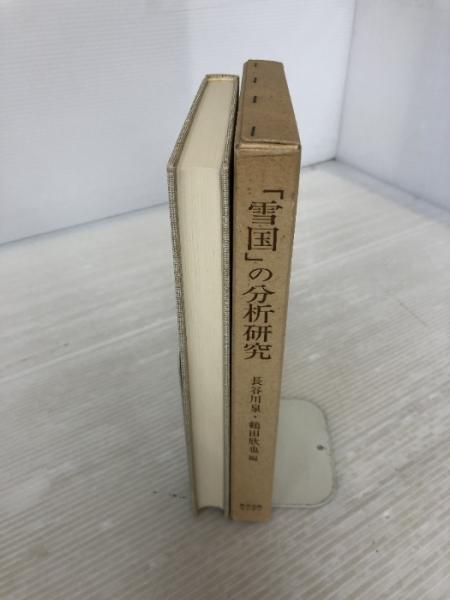 「雪国」の分析研究
長谷川泉・鶴田欣也 編